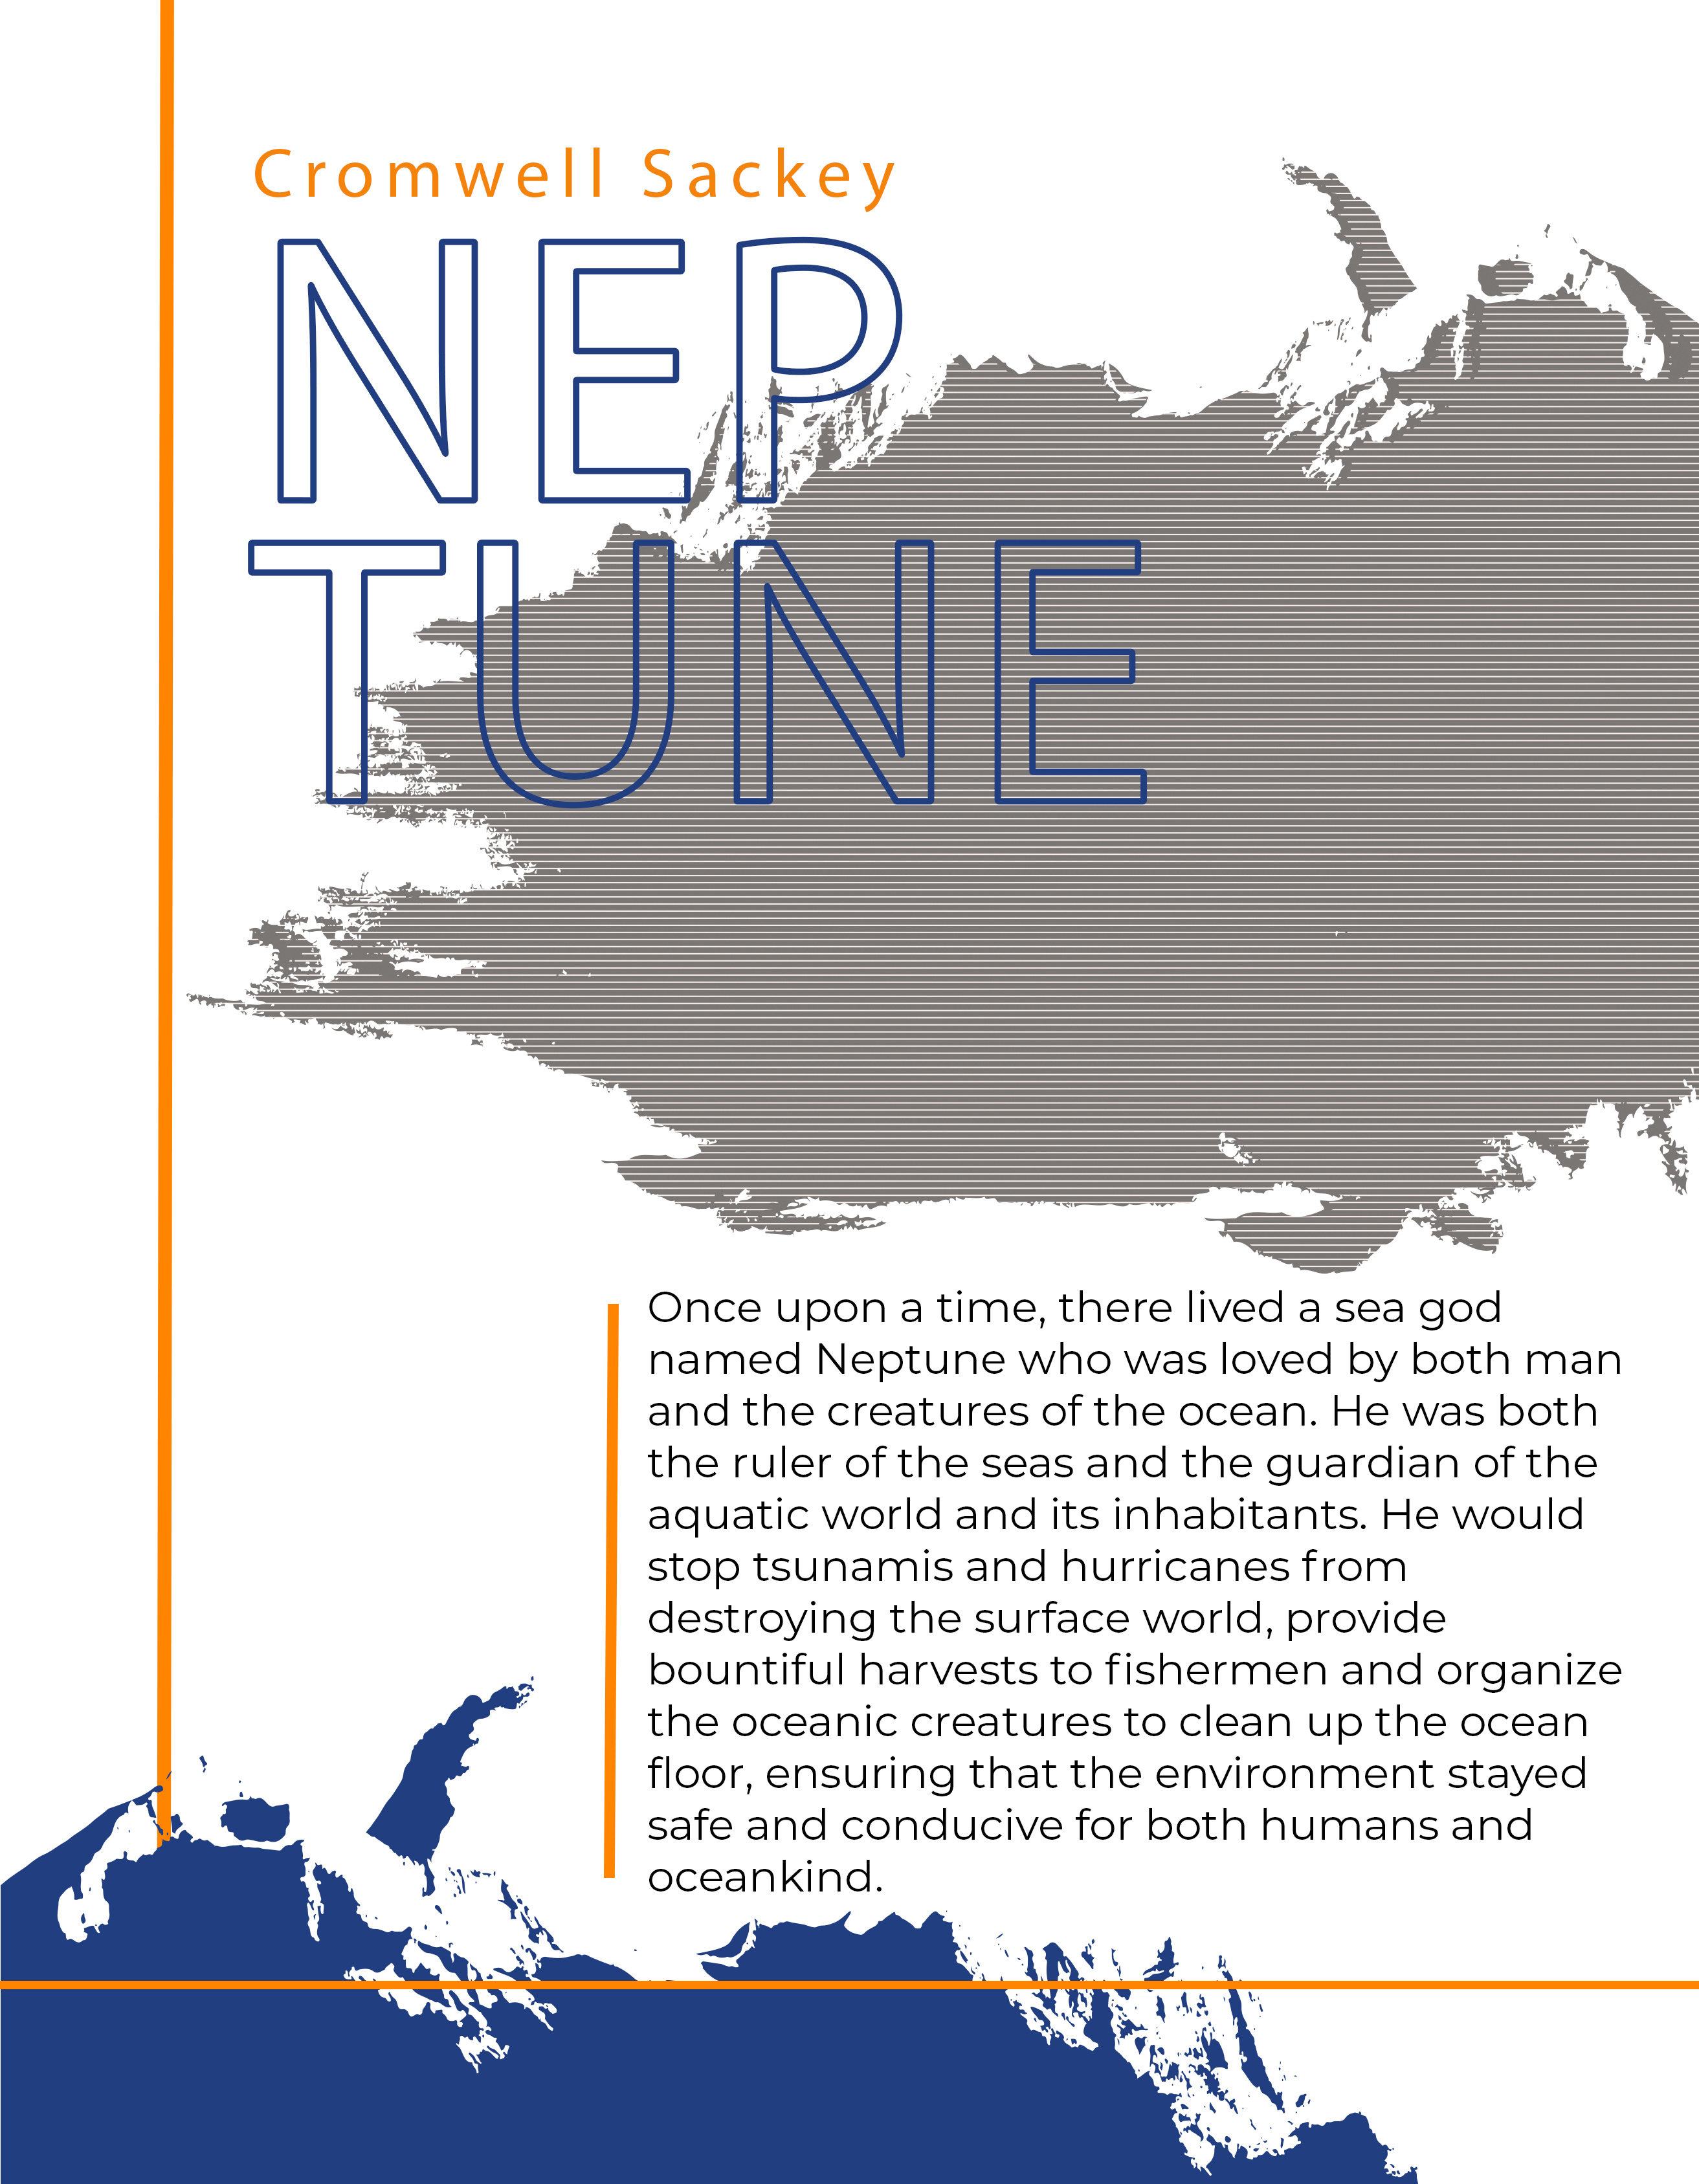 Cromwell Sackey
NEP
TUNE
Once upon a time, there lived a sea god
named Neptune who was loved by both man
and the creatures of the ocean. He was both
the ruler of the seas and the guardian of the
aquatic world and its inhabitants. He would
stop tsunamis and hurricanes from
destroying the surface world, provide
bountiful harvests to fishermen and organize
the oceanic creatures to clean up the ocean
floor, ensuring that the environment stayed
safe and conducive for both humans and
oceankind.